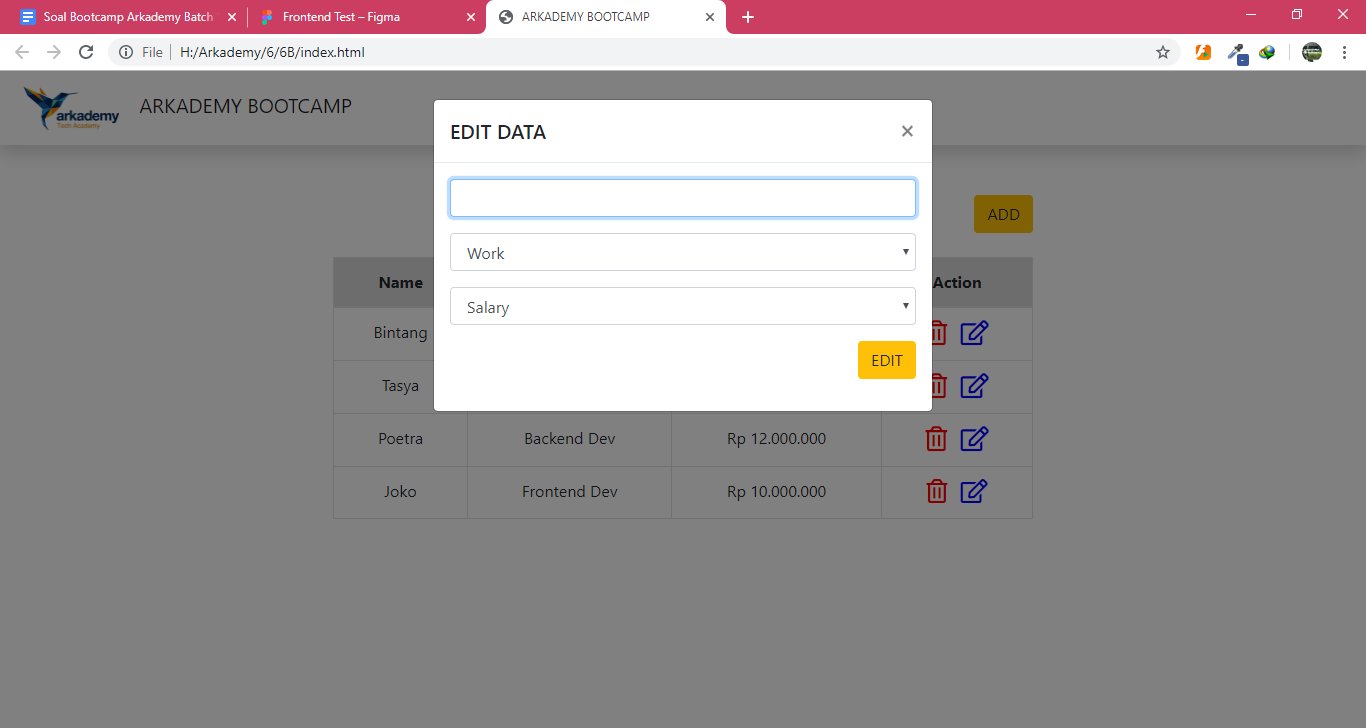 Soal Bootcamp Arkademy Batch
Frontend Test – Figma
ARKADEMY BOOTCAMP
File
H:/Arkademy/6/6B/index.html
arkademy
Tech Academy
ARKADEMY BOOTCAMP
EDIT DATA
×
Work
Salary
EDIT
ADD
Name
Action
Bintang
Tasya
Poetra
Backend Dev
Rp 12.000.000
Joko
Frontend Dev
Rp 10.000.000